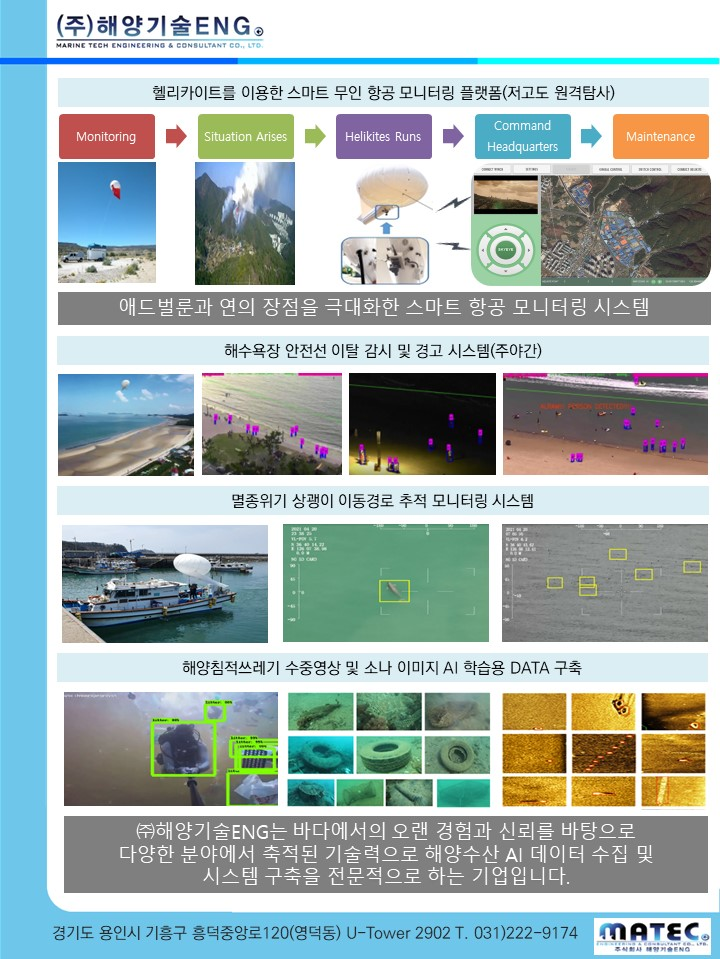 (주)해양기술ENG.
MARINE TECH ENGINEERING & CONSULTANT CO., LTD.
헬리카이트를 이용한 스마트 무인 항공 모니터링 플랫폼(저고도 원격탐사)
Monitoring
Situation Arises
Helikites Runs
Command
Headquarters
Maintenance
애드벌룬과 연의 장점을 극대화한 스마트 항공 모니터링 시스템
해수욕장 안전선 이탈 감시 및 경고 시스템(주야간)
멸종위기 상괭이 이동경로 추적 모니터링 시스템
해양침적쓰레기 수중영상 및 소나 이미지 AI 학습용 DATA 구축
㈜해양기술ENG는 바다에서의 오랜 경험과 신뢰를 바탕으로
다양한 분야에서 축적된 기술력으로 해양수산 AI 데이터 수집 및
시스템 구축을 전문적으로 하는 기업입니다.
경기도 용인시 기흥구 흥덕중앙로120(영덕동) U-Tower 2902 T. 031)222-9174
MATEC.
주식회사 해양기술ENG